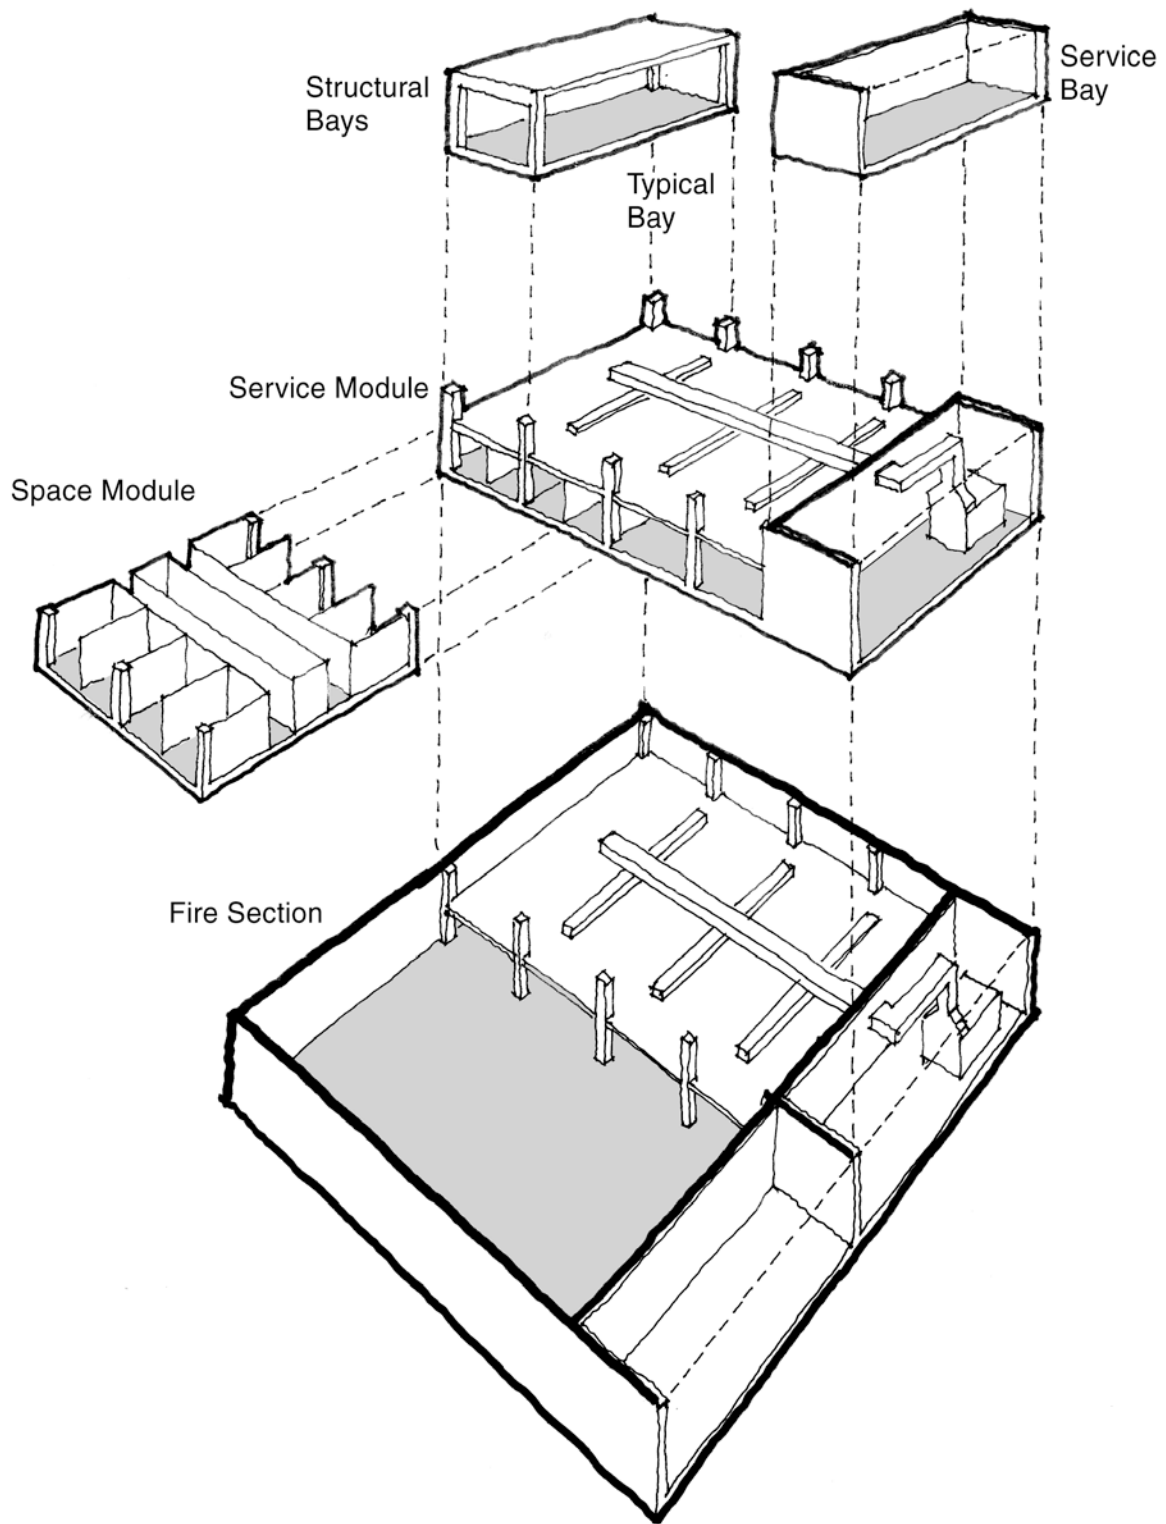 Structural
Bays
Service
Bay
Typical
Bay
Service Module
Space Module
Fire Section